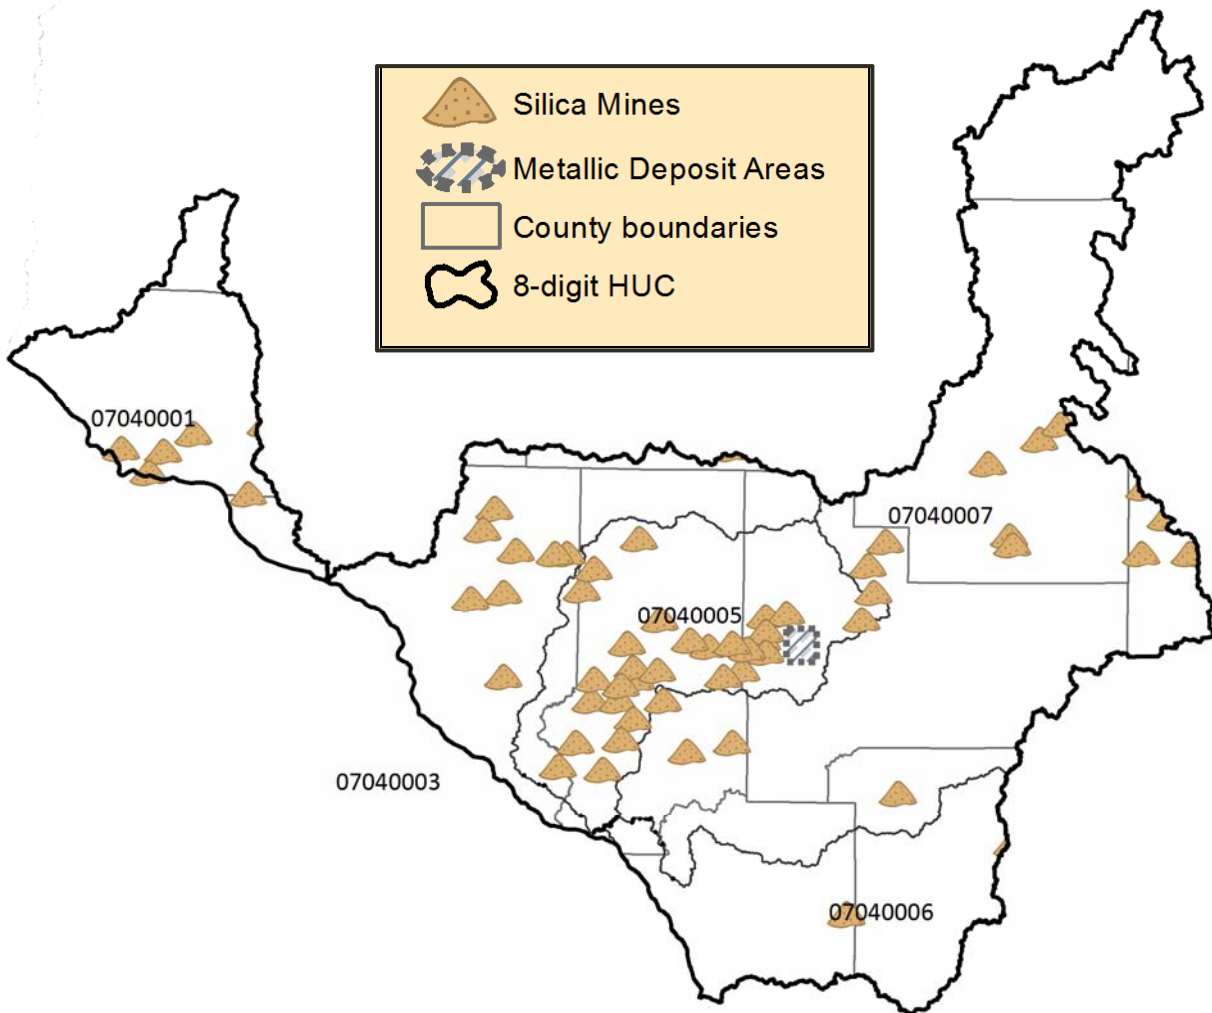 Silica Mines
Metallic Deposit Areas
County boundaries
8-digit HUC
07040001
07040007
07040005
07040003
07040006